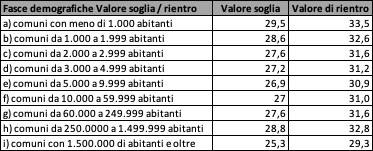 Fasce demografiche Valore soglia / rientro Valore soglia Valore di rientro
a) comuni con meno di 1.000 abitanti 29,5 33,5
b) comuni da 1.000 a 1.999 abitanti 28,6 32,6
c) comuni da 2.000 a 2.999 abitanti 27,6 31,6
d) comuni da 3.000 a 4.999 abitanti 27,2 31,2
e) comuni da 5.000 a 9.999 abitanti 26,9 30,9
f) comuni da 10.000 a 59.999 abitanti 27 31,0
g) comuni da 60.000 a 249.999 abitanti 27,6 31,6
h) comuni da 250.0000 a 1.499.999 abitanti 28,8 32,8
i) comuni con 1.500.000 di abitanti e oltre 25,3 29,3